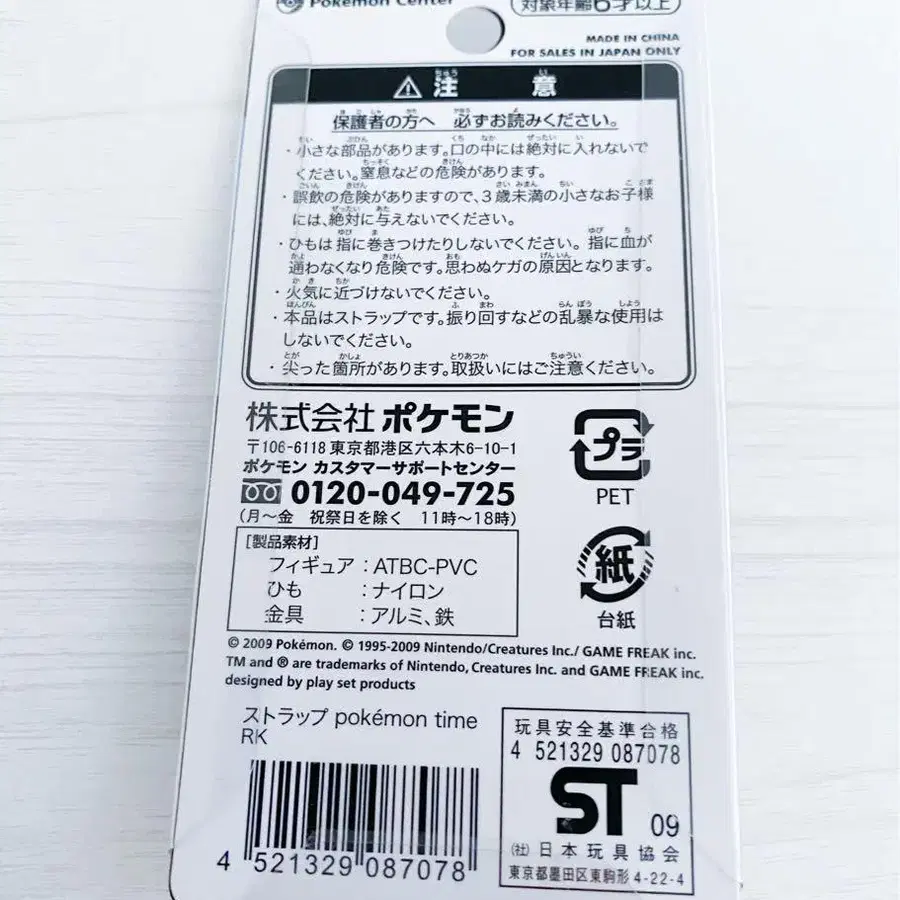 Pokémon Center
対象年齢6才以上
MADE IN CHINA
FOR SALES IN JAPAN ONLY
⚠ 注意
保護者の方へ 必ずお読みください。
・小さな部品があります。口の中には絶対に入れないで
ください。窒息などの危険があります。
・誤飲の危険がありますので、3歳未満の小さなお子様
には、絶対に与えないでください。
・ひもは 指に巻きつけたりしないでください。 指に血が
通わなくなり危険です。思わぬケガの原因となります。
・火気に近づけないでください。
・本品はストラップです。振り回すなどの乱暴な使用は
しないでください。
・尖った箇所があります。取扱いにはご注意ください。
株式会社 ポケモン
〒106-6118 東京都港区六本木6-10-1
ポケモン カスタマーサポートセンター
0120-049-725
(月〜金 祝祭日を除く 11時〜18時)
プラ
PET
[製品素材]
フィギュア : ATBC-PVC
ひも : ナイロン
金具 : アルミ、鉄
紙
台紙
© 2009 Pokémon. © 1995-2009 Nintendo/Creatures Inc./ GAME FREAK inc.
TM and ® are trademarks of Nintendo, Creatures Inc. and GAME FREAK inc.
designed by play set products
ストラップ pokémon time
RK
4 521329 087078
玩具安全基準合格
4 521329 087078
ST 09
(社) 日本玩具協会
東京都墨田区東駒形 4-22-4